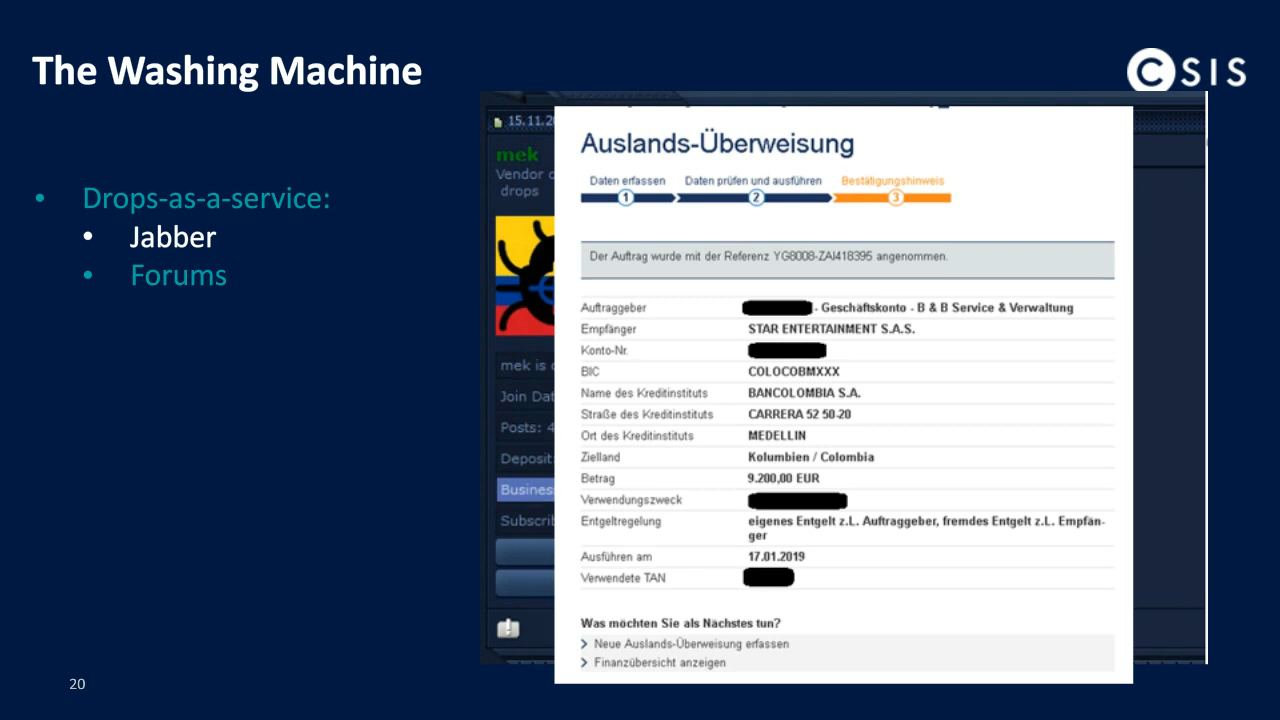 The Washing Machine
CSIS
• Drops-as-a-service:
• Jabber
• Forums
15.11.2
mek
Vendor
drops
mek is
Join Dat
Posts: 4
Deposit
Busines
Subscri
Auslands-Überweisung
Daten erfassen Daten prüfen und ausführen Bestätigungshinweis
1 2 3
Der Auftrag wurde mit der Referenz YG8008-ZAI418395 angenommen.
Auftraggeber - Geschäftskonto - B & B Service & Verwaltung
Empfänger STAR ENTERTAINMENT S.A.S.
Konto-Nr.
BIC COLOCOBMXXX
Name des Kreditinstituts BANCOLOMBIA S.A.
Straße des Kreditinstituts CARRERA 52 50-20
Ort des Kreditinstituts MEDELLIN
Zielland Kolumbien / Colombia
Betrag 9.200,00 EUR
Verwendungszweck
Entgeltregelung eigenes Entgelt z.L. Auftraggeber, fremdes Entgelt z.L. Empfän-
ger
Ausführen am 17.01.2019
Verwendete TAN
Was möchten Sie als Nächstes tun?
Neue Auslands-Überweisung erfassen
Finanzübersicht anzeigen
20